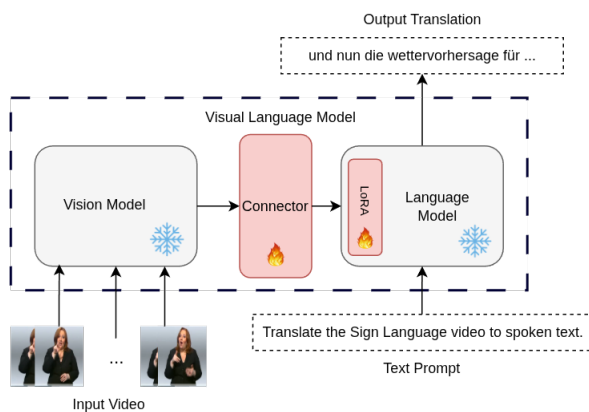 Output Translation
und nun die wettervorhersage für ...
Visual Language Model
Vision Model
Connector
LoRA
Language
Model
Translate the Sign Language video to spoken text.
...
Text Prompt
Input Video